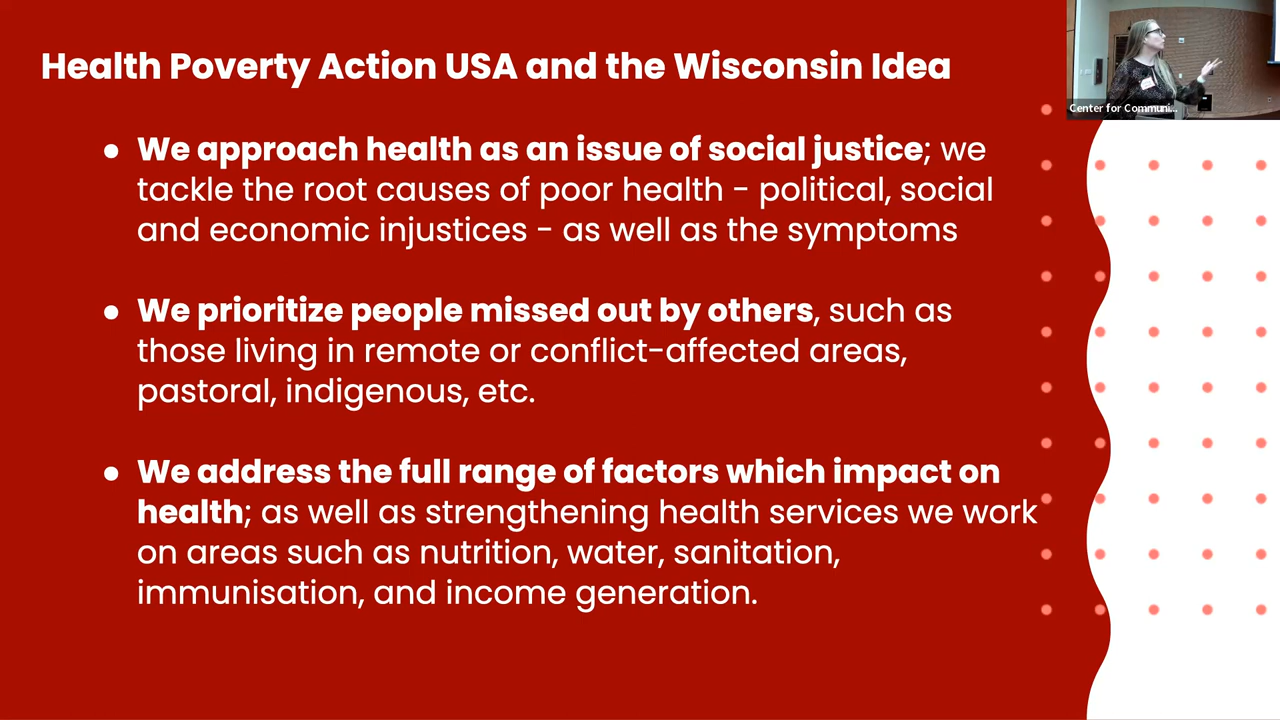 Health Poverty Action USA and the Wisconsin Idea
Center for Communi...
● We approach health as an issue of social justice; we
tackle the root causes of poor health - political, social
and economic injustices - as well as the symptoms
● We prioritize people missed out by others, such as
those living in remote or conflict-affected areas,
pastoral, indigenous, etc.
● We address the full range of factors which impact on
health; as well as strengthening health services we work
on areas such as nutrition, water, sanitation,
immunisation, and income generation.